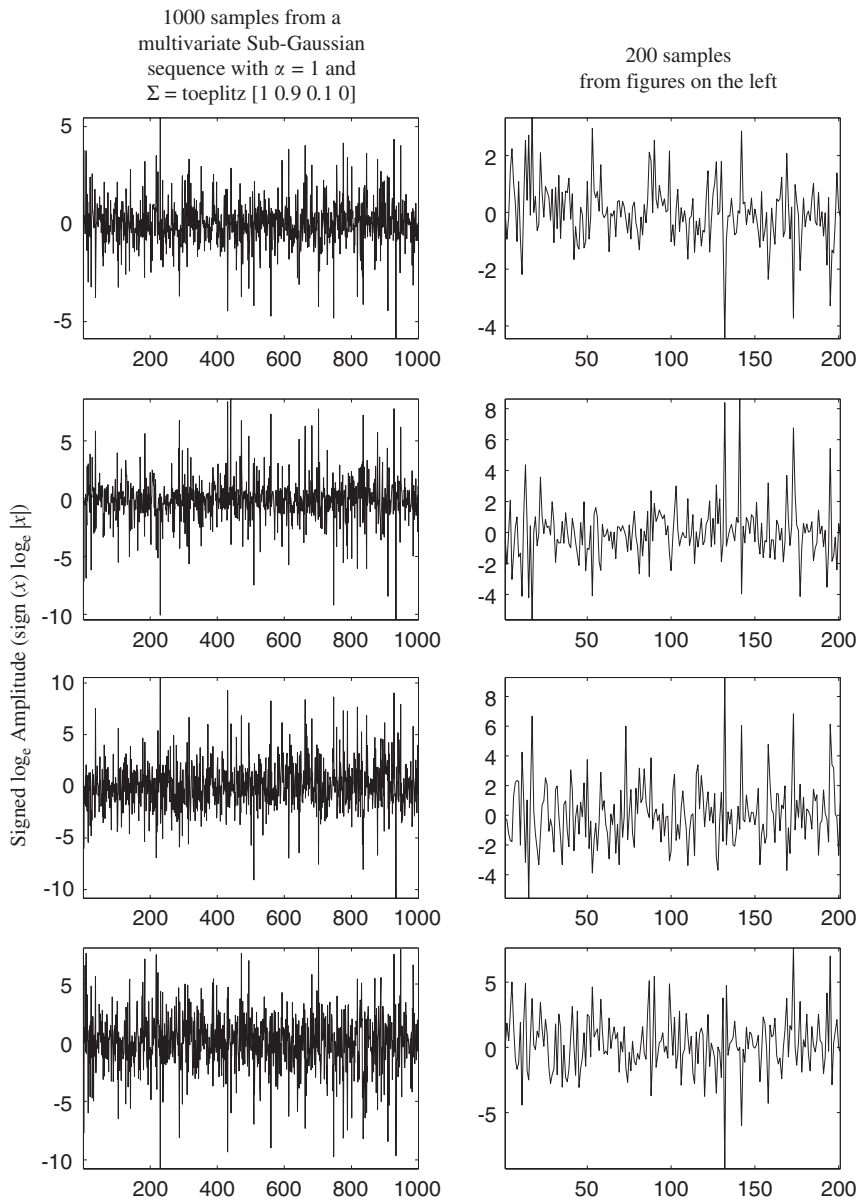 1000 samples from a
multivariate Sub-Gaussian
sequence with α = 1 and
Σ = toeplitz [1 0.9 0.1 0]
200 samples
from figures on the left
Signed logₑ Amplitude (sign (x) logₑ |x|)
5
0
-5
200 400 600 800 1000
2
0
-2
-4
50 100 150 200
5
0
-5
-10
200 400 600 800 1000
8
6
4
2
0
-2
-4
50 100 150 200
10
5
0
-5
-10
200 400 600 800 1000
8
6
4
2
0
-2
-4
50 100 150 200
5
0
-5
-10
200 400 600 800 1000
5
0
-5
50 100 150 200